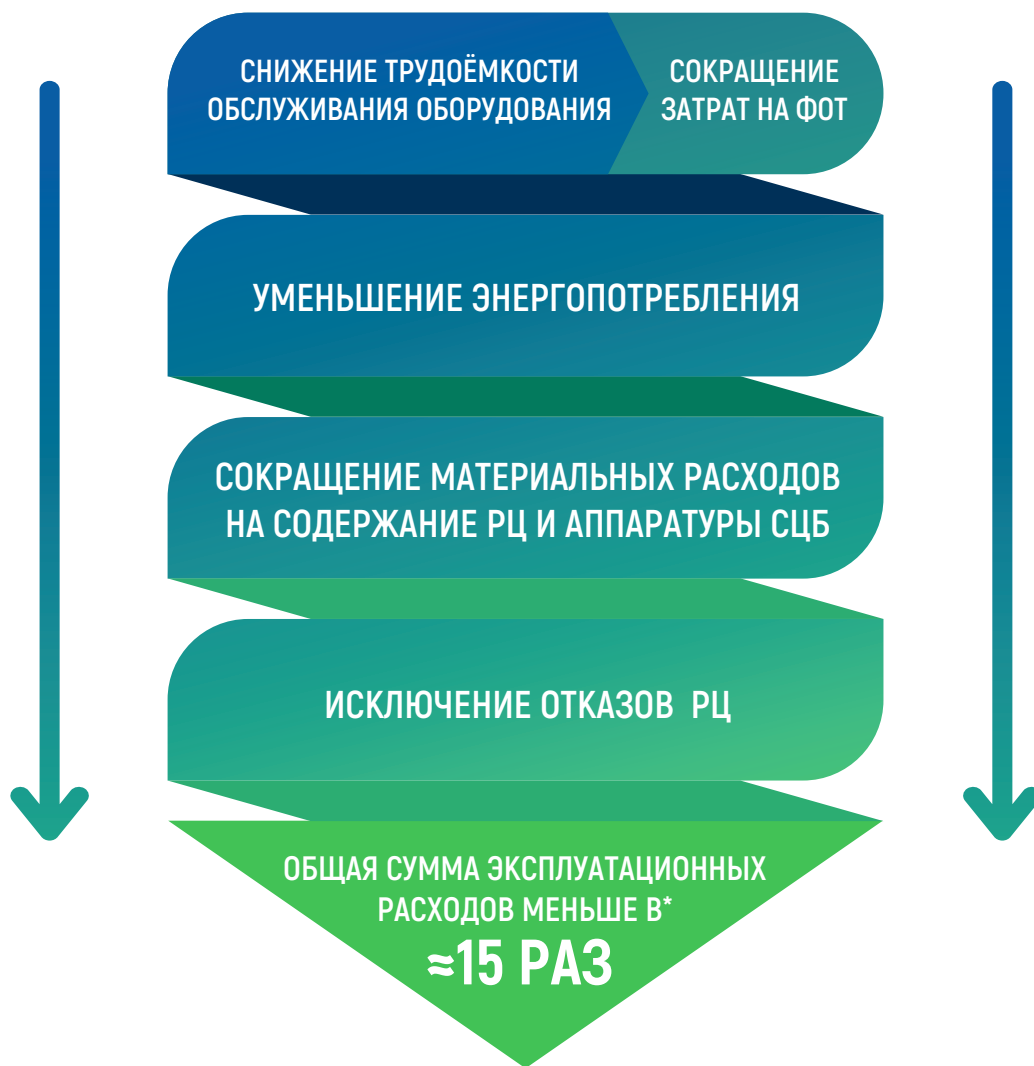 СНИЖЕНИЕ ТРУДОЁМКОСТИ
ОБСЛУЖИВАНИЯ ОБОРУДОВАНИЯ
СОКРАЩЕНИЕ
ЗАТРАТ НА ФОТ
УМЕНЬШЕНИЕ ЭНЕРГОПОТРЕБЛЕНИЯ
СОКРАЩЕНИЕ МАТЕРИАЛЬНЫХ РАСХОДОВ
НА СОДЕРЖАНИЕ РЦ И АППАРАТУРЫ СЦБ
ИСКЛЮЧЕНИЕ ОТКАЗОВ РЦ
ОБЩАЯ СУММА ЭКСПЛУАТАЦИОННЫХ
РАСХОДОВ МЕНЬШЕ В*
≈15 РАЗ